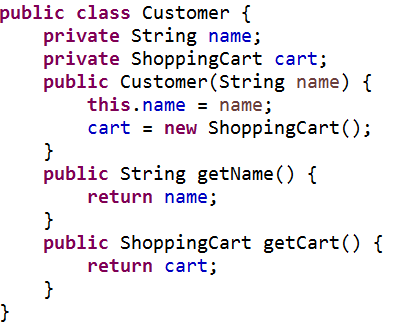 public class Customer {
    private String name;
    private ShoppingCart cart;
    public Customer(String name) {
        this.name = name;
        cart = new ShoppingCart();
    }
    public String getName() {
        return name;
    }
    public ShoppingCart getCart() {
        return cart;
    }
}